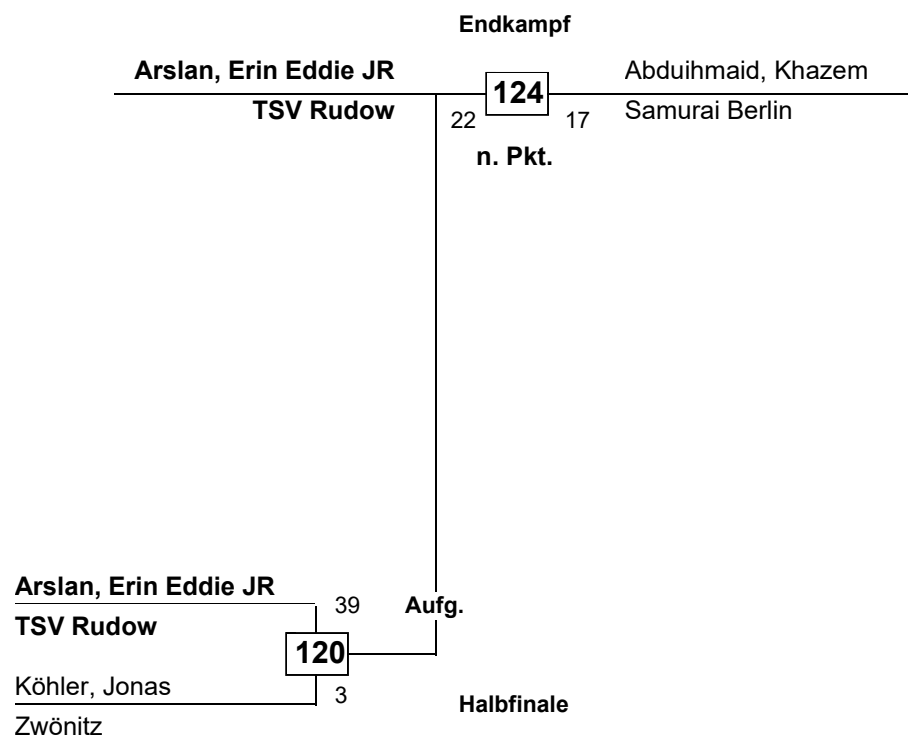 Endkampf
Arslan, Erin Eddie JR
TSV Rudow
22
124
17
Abduihmaid, Khazem
Samurai Berlin
n. Pkt.
Arslan, Erin Eddie JR
TSV Rudow
39
Aufg.
120
Köhler, Jonas
Zwönitz
3
Halbfinale